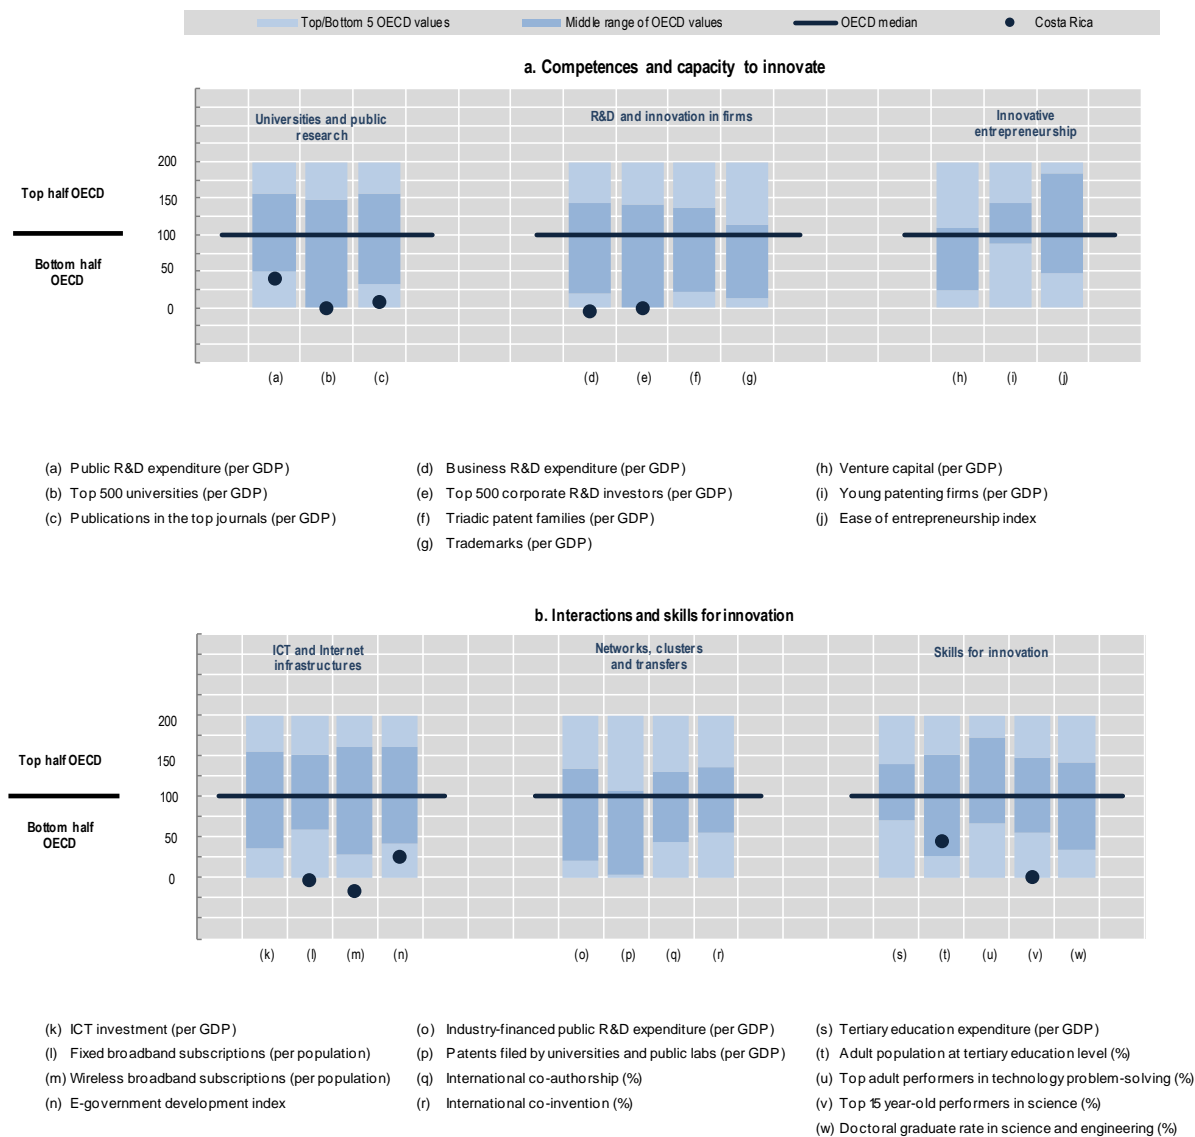 Top/Bottom 5 OECD values Middle range of OECD values OECD median Costa Rica
a. Competences and capacity to innovate
Universities and public
research
R&D and innovation in firms
Innovative
entrepreneurship
200
150
100
50
0
Top half OECD
Bottom half
OECD
(a) (b) (c) (d) (e) (f) (g) (h) (i) (j)
(a) Public R&D expenditure (per GDP)
(b) Top 500 universities (per GDP)
(c) Publications in the top journals (per GDP)
(d) Business R&D expenditure (per GDP)
(e) Top 500 corporate R&D investors (per GDP)
(f) Triadic patent families (per GDP)
(g) Trademarks (per GDP)
(h) Venture capital (per GDP)
(i) Young patenting firms (per GDP)
(j) Ease of entrepreneurship index
b. Interactions and skills for innovation
ICT and Internet
infrastructures
Networks, clusters
and transfers
Skills for innovation
200
150
100
50
0
Top half OECD
Bottom half
OECD
(k) (l) (m) (n) (o) (p) (q) (r) (s) (t) (u) (v) (w)
(k) ICT investment (per GDP)
(l) Fixed broadband subscriptions (per population)
(m) Wireless broadband subscriptions (per population)
(n) E-government development index
(o) Industry-financed public R&D expenditure (per GDP)
(p) Patents filed by universities and public labs (per GDP)
(q) International co-authorship (%)
(r) International co-invention (%)
(s) Tertiary education expenditure (per GDP)
(t) Adult population at tertiary education level (%)
(u) Top adult performers in technology problem-solving (%)
(v) Top 15 year-old performers in science (%)
(w) Doctoral graduate rate in science and engineering (%)